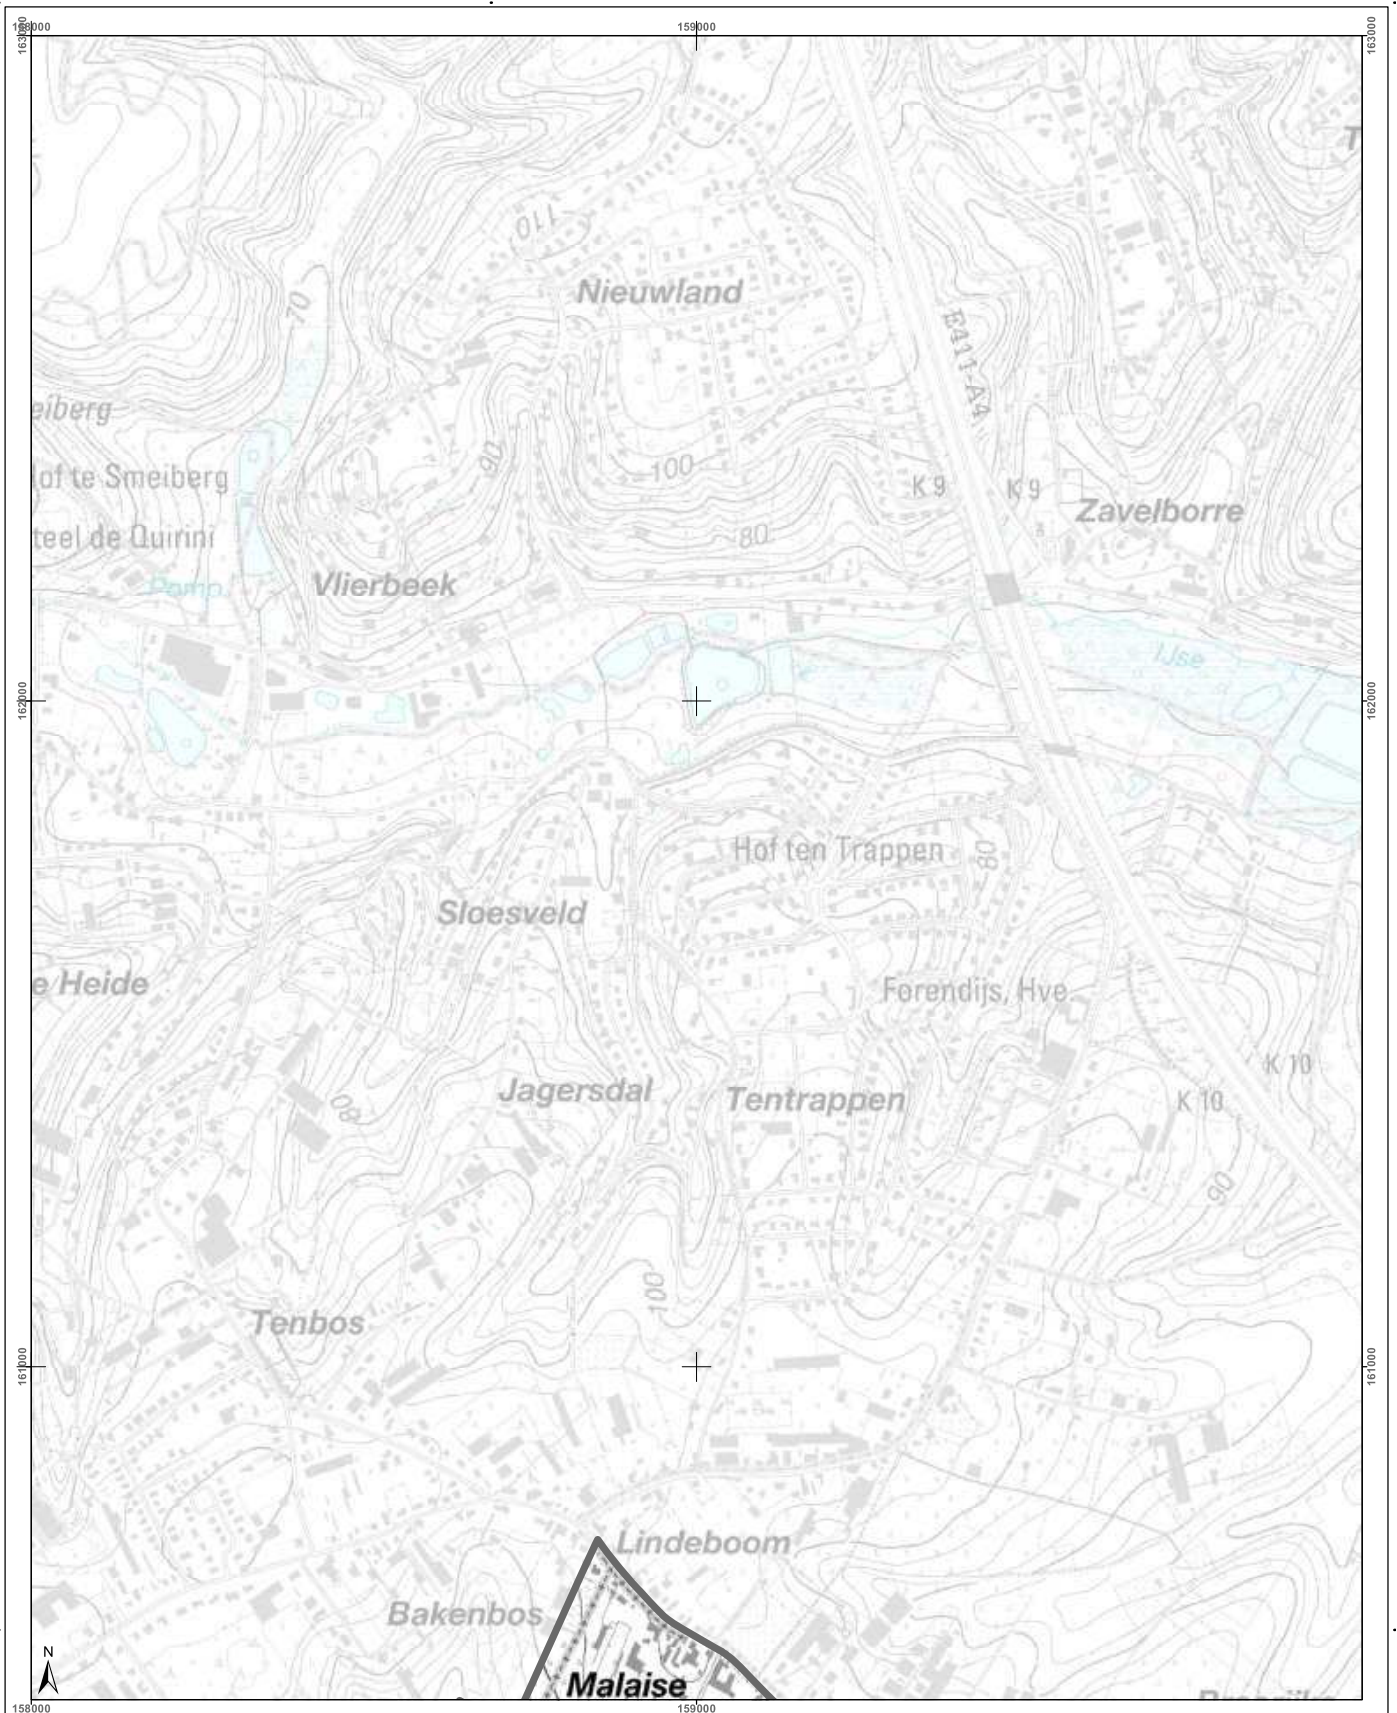 158000
159000
163000
163000
110
Nieuwland
70
E411-A4
eiberg
90
100
lof te Smeiberg
K 9
K 9
Zavelborre
teel de Quirini
80
Pomp.
Vlierbeek
IJse
162000
162000
Hof ten Trappen
80
Sloesveld
e Heide
Forendijs, Hve
K 10
Jagersdal
Tentrappen
K 10
80
90
100
Tenbos
161000
161000
Lindeboom
Bakenbos
N
Malaise
158000
159000